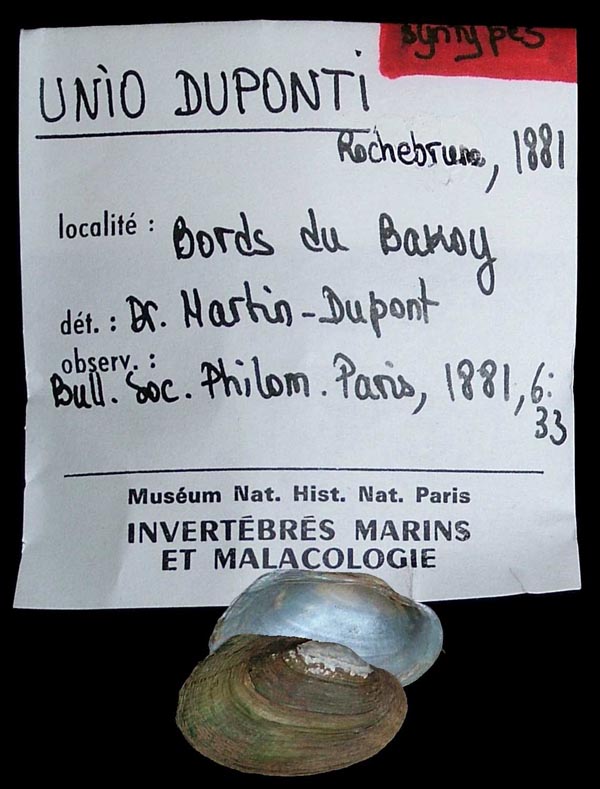 syntypes
UNIO DUPONTI
Rochebrune, 1881
localité : Bords du Bakoy
dét. : Dr. Martin-Dupont
observ. :
Bull. Soc. Philom. Paris, 1881, 6:
33
Muséum Nat. Hist. Nat. Paris
INVERTÉBRÉS MARINS
ET MALACOLOGIE